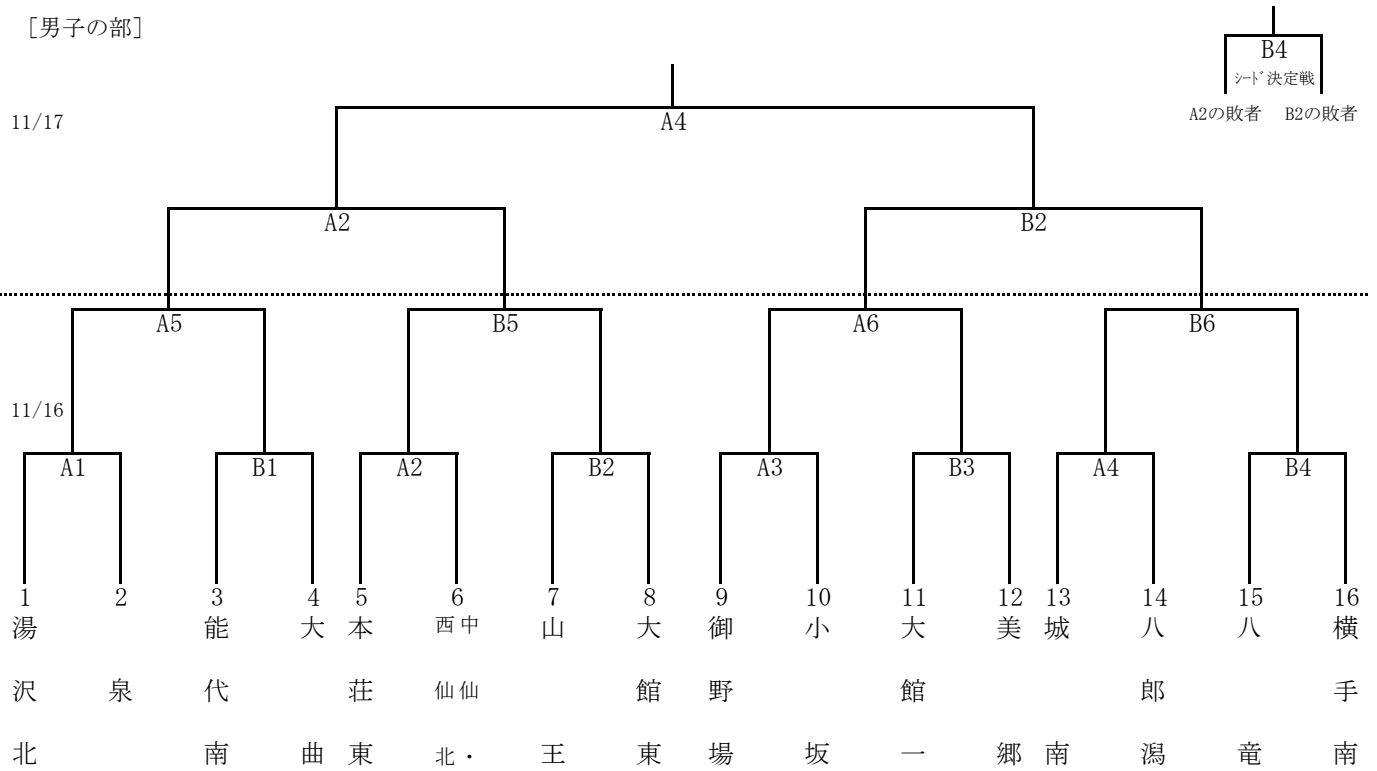 [男子の部]
B4
シード決定戦
A2の敗者 B2の敗者
11/17
A4
A2 B2
A5 B5 A6 B6
11/16
A1 B1 A2 B2 A3 B3 A4 B4
1 2 3 4 5 6 7 8 9 10 11 12 13 14 15 16
湯沢北
泉
能代南
大曲
本荘東
中仙・
西仙北
山王
大館東
御野場
小坂
大館一
美郷
城南
八郎潟
八竜
横手南